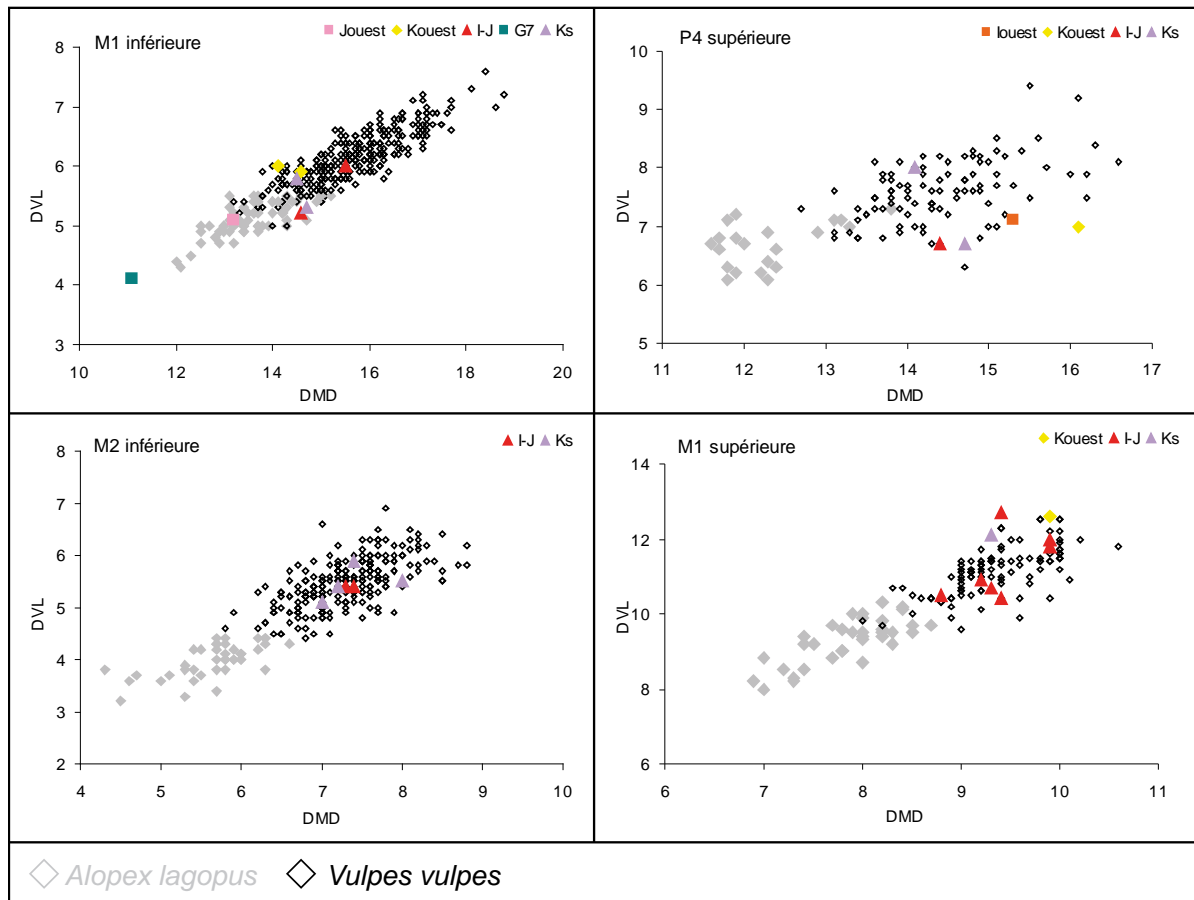 M1 inférieure
Jouest Kouest I-J G7 Ks
8
7
6
5
4
3
DVL
10 12 14 16 18 20
DMD
P4 supérieure
Iouest Kouest I-J Ks
10
9
8
7
6
5
DVL
11 12 13 14 15 16 17
DMD
M2 inférieure
I-J Ks
8
7
6
5
4
3
2
DVL
4 5 6 7 8 9 10
DMD
M1 supérieure
Kouest I-J Ks
14
12
10
8
6
DVL
6 7 8 9 10 11
DMD
Alopex lagopus Vulpes vulpes